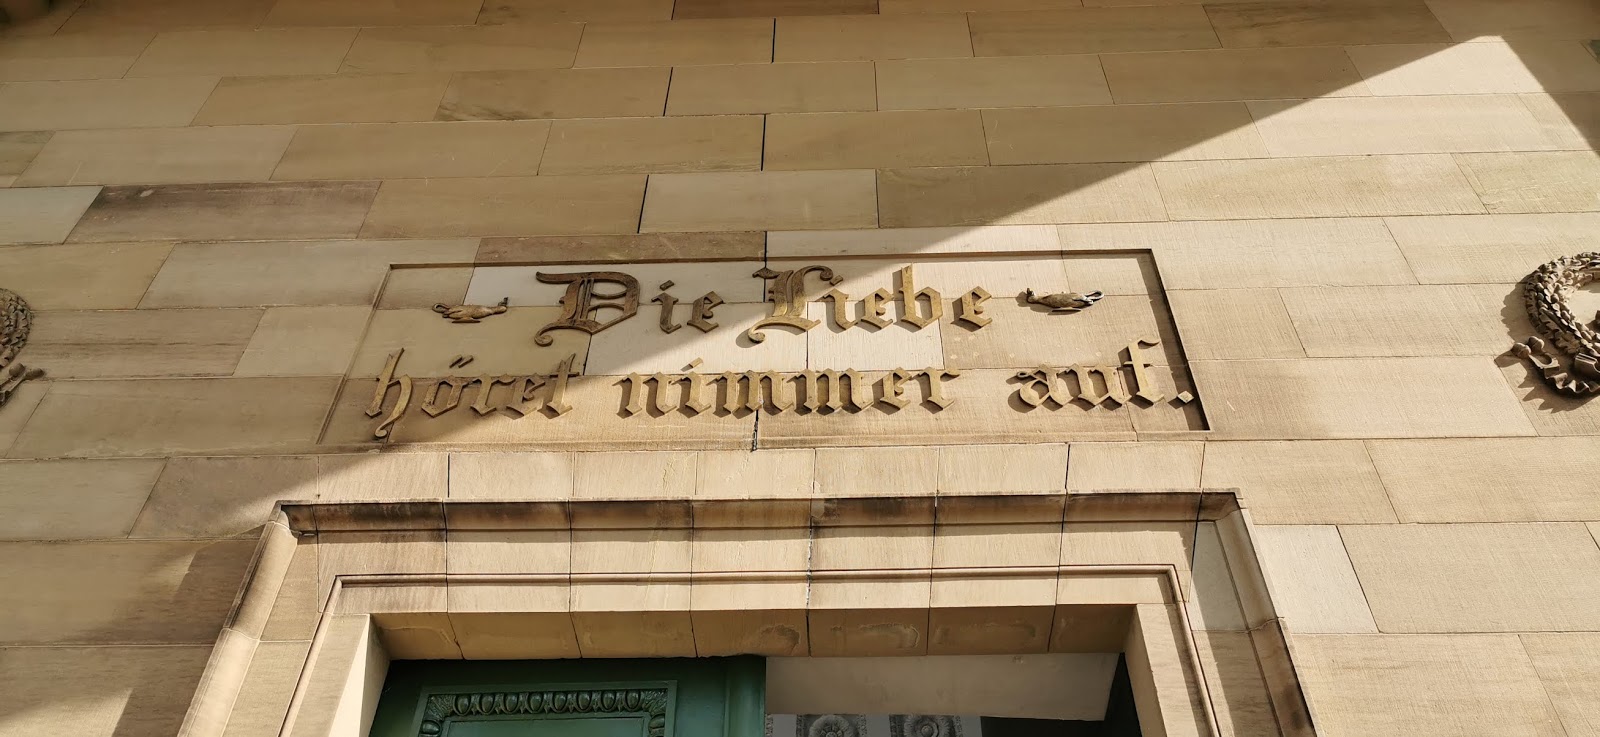 Die Liebe
höret nimmer auf.